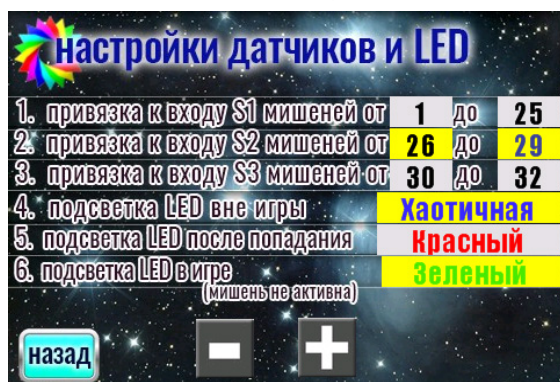 настройки датчиков и LED
1. привязка к входу S1 мишеней от 1 до 25
2. привязка к входу S2 мишеней от 26 до 29
3. привязка к входу S3 мишеней от 30 до 32
4. подсветка LED вне игры Хаотичная
5. подсветка LED после попадания Красный
6. подсветка LED в игре Зеленый
(мишень не активна)
назад - +